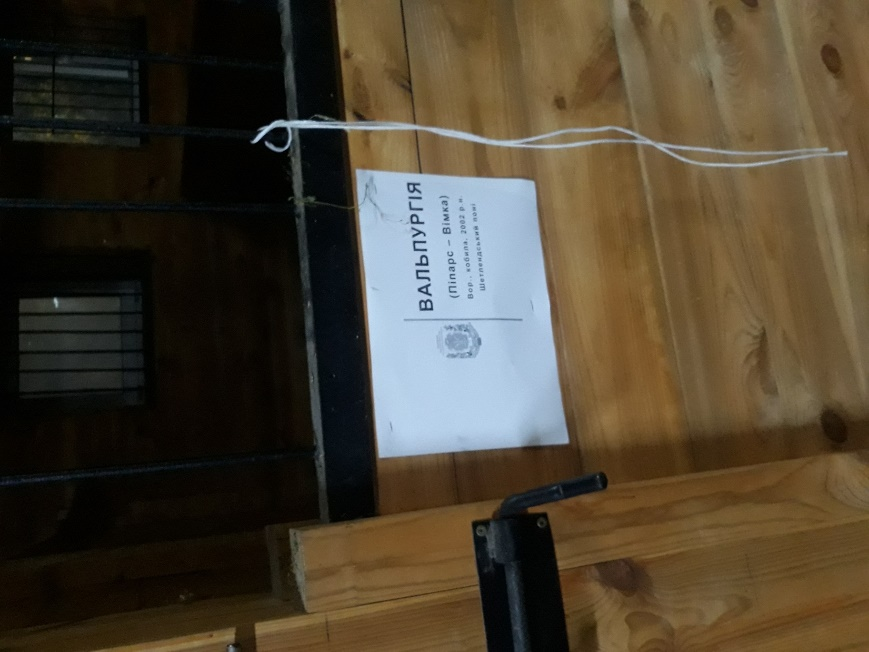 ВАЛЬПУРГІЯ
(Піпарс – Вімка)
Вор., кобила, 2002 р.н.
Шетлендський поні